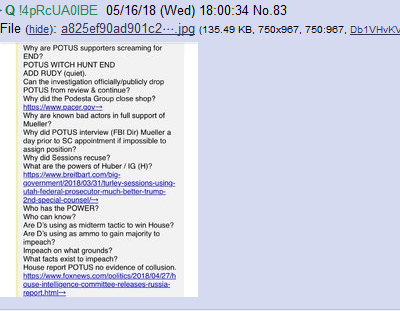 Q !4pRcUA0lBE 05/16/18 (Wed) 18:00:34 No.83
File (hide): a825ef90ad901c2⋯.jpg (135.49 KB, 750x967, 750:967, Db1VHvKV
Why are POTUS supporters screaming for
END?
POTUS WITCH HUNT END
ADD RUDY (quiet).
Can the investigation officially/publicly drop
POTUS from review & continue?
Why did the Podesta Group close shop?
https://www.pacer.gov→
Why are known bad actors in full support of
Mueller?
Why did POTUS interview (FBI Dir) Mueller a
day prior to SC appointment if impossible to
assign position?
Why did Sessions recuse?
What are the powers of Huber / IG (H)?
https://www.breitbart.com/big-
government/2018/03/31/turley-sessions-using-
utah-federal-prosecutor-much-better-trump-
2nd-special-counsel/→
Who has the POWER?
Who can know?
Are D's using as midterm tactic to win House?
Are D's using as ammo to gain majority to
impeach?
Impeach on what grounds?
What facts exist to impeach?
House report POTUS no evidence of collusion.
https://www.foxnews.com/politics/2018/04/27/h
ouse-intelligence-committee-releases-russia-
report.html→